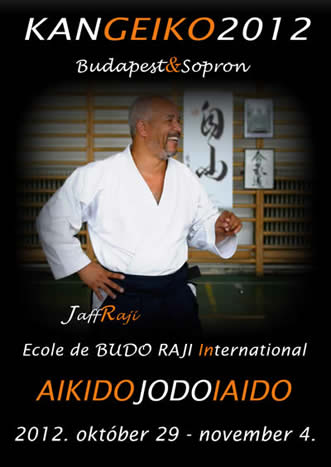 KANGEIKO2012
Budapest&Sopron
JaffRaji
Ecole de BUDO RAJI International
AIKIDOJODOIAIDO
2012. október 29 - november 4.